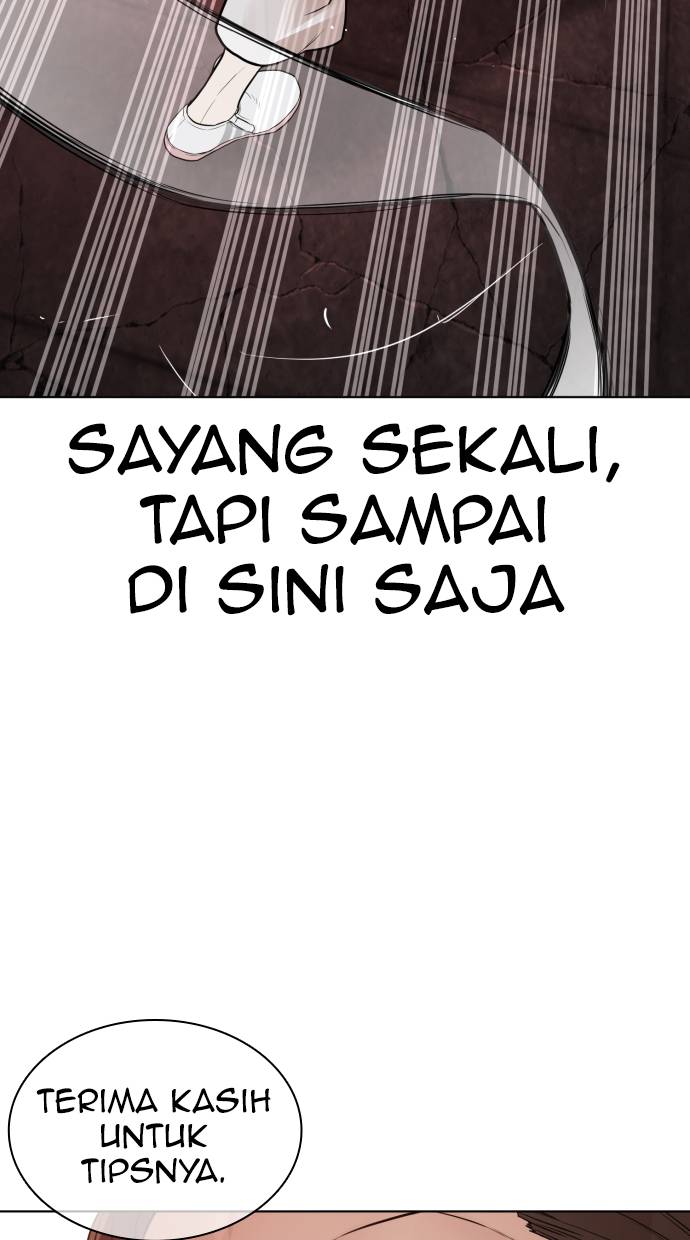 SAYANG SEKALI,
TAPI SAMPAI
DI SINI SAJA
TERIMA KASIH
UNTUK
TIPSNYA.